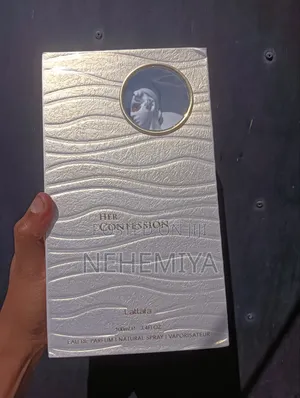 HER
CONFESSION
NEHEMIYA
LATTAFA
100ml℮ 3.4FL.OZ.
EAU DE PARFUM | NATURAL SPRAY VAPORISATEUR